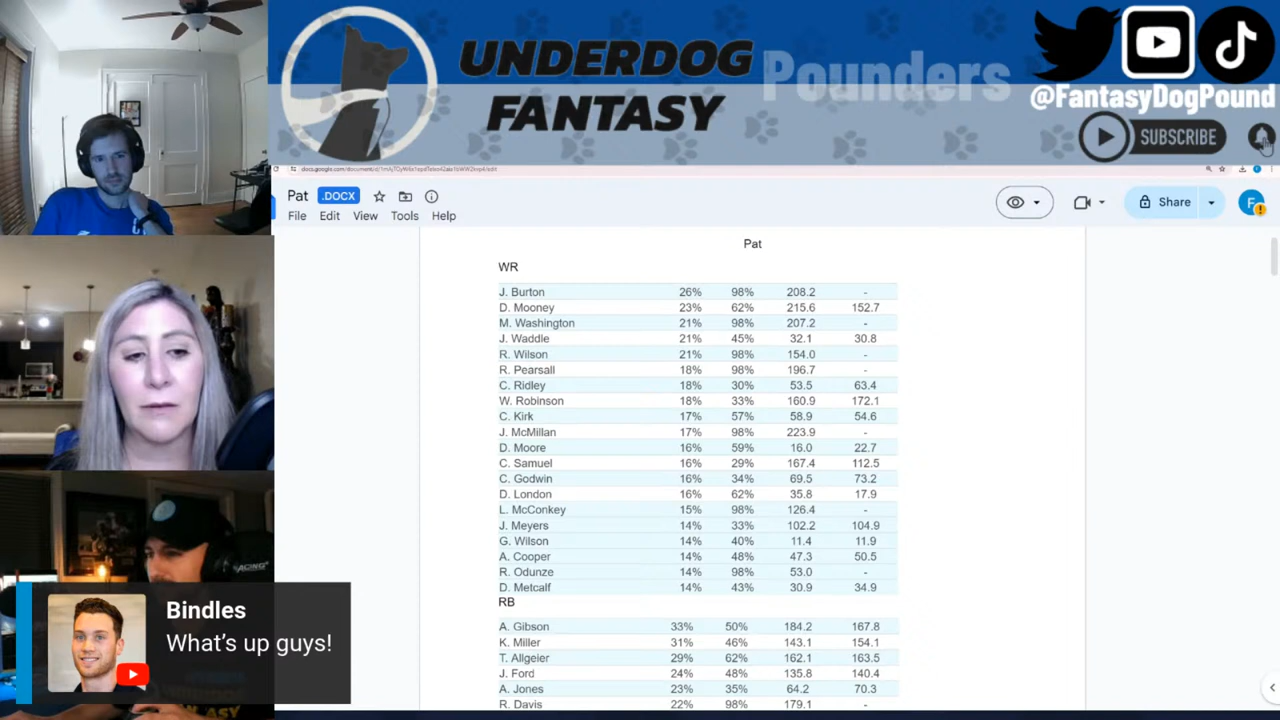 UNDERDOG
FANTASY
Pounders
@FantasyDogPound
SUBSCRIBE
Pat .DOCX
File Edit View Tools Help
Share
F
Pat
WR
J. Burton 26% 98% 208.2 -
D. Mooney 23% 62% 215.6 152.7
M. Washington 21% 98% 207.2 -
J. Waddle 21% 45% 32.1 30.8
R. Wilson 21% 98% 154.0 -
R. Pearsall 18% 98% 196.7 -
C. Ridley 18% 30% 53.5 63.4
W. Robinson 18% 33% 160.9 172.1
C. Kirk 17% 57% 58.9 54.6
J. McMillan 17% 98% 223.9 -
D. Moore 16% 59% 16.0 22.7
C. Samuel 16% 29% 167.4 112.5
C. Godwin 16% 34% 69.5 73.2
D. London 16% 62% 35.8 17.9
L. McConkey 15% 98% 126.4 -
J. Meyers 14% 33% 102.2 104.9
G. Wilson 14% 40% 11.4 11.9
A. Cooper 14% 48% 47.3 50.5
R. Odunze 14% 98% 53.0 -
D. Metcalf 14% 43% 30.9 34.9
RB
A. Gibson 33% 50% 184.2 167.8
K. Miller 31% 46% 143.1 154.1
T. Allgeier 29% 62% 162.1 163.5
J. Ford 24% 48% 135.8 140.4
A. Jones 23% 35% 64.2 70.3
R. Davis 22% 98% 179.1 -
Bindles
What's up guys!